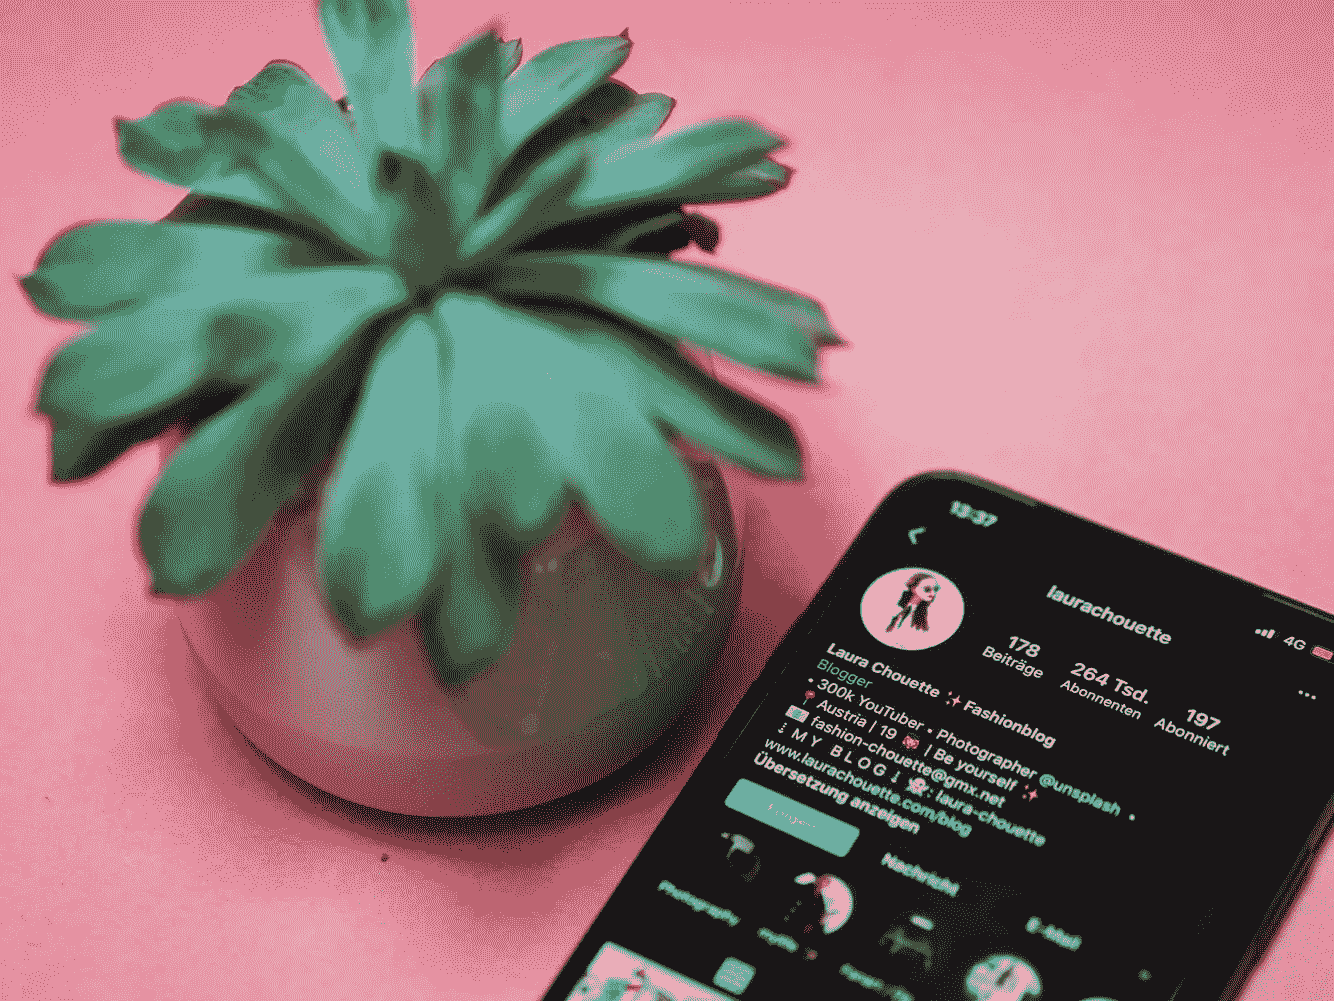 13:37
laurachouette
4G
178 264 Tsd. 197
Beiträge Abonnenten Abonniert
Laura Chouette ✨Fashionblog
Blogger
• 300k YouTuber • Photographer @unsplash •
📍 Austria | 19 💓 | Be yourself ✨
💌 fashion-chouette@gmx.net
⋮ M Y B L O G ↓ 👻: laura-chouette
www.laurachouette.com/blog
Übersetzung anzeigen
Nachricht
E-Mail
Photography